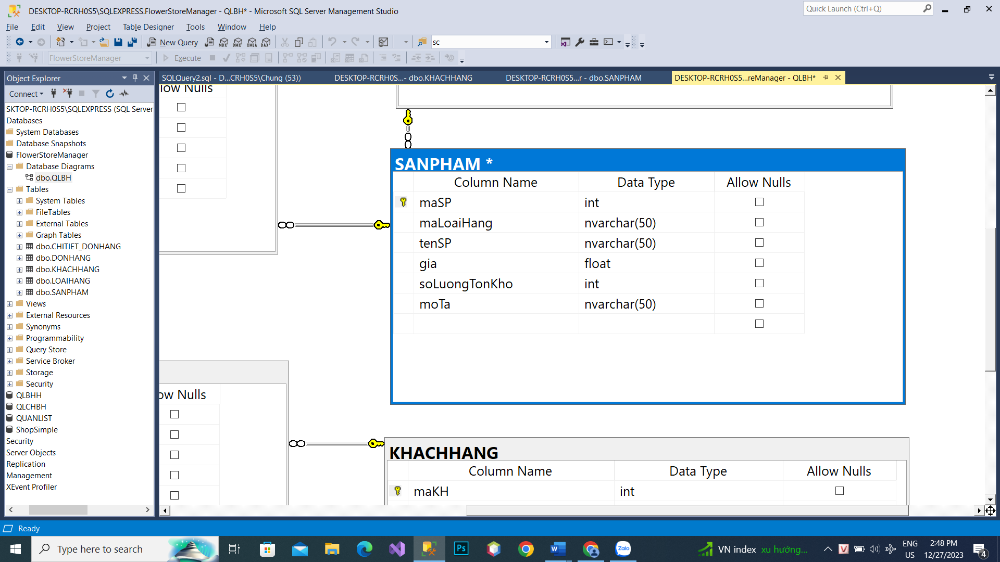 DESKTOP-RCRH0S5\SQLEXPRESS.FlowerStoreManager - QLBH* - Microsoft SQL Server Management Studio
Quick Launch (Ctrl+Q)
File Edit View Project Table Designer Tools Window Help
New Query MDX DMX XMLA DAX sc
FlowerStoreManager Execute
Object Explorer
SQLQuery2.sql - D...CRH0S5\Chung (53)) DESKTOP-RCRH0S...- dbo.KHACHHANG DESKTOP-RCRH0S5...r - dbo.SANPHAM DESKTOP-RCRH0S5...reManager - QLBH*
Connect
SKTOP-RCRH0S5\SQLEXPRESS (SQL Server
Databases
System Databases
Database Snapshots
FlowerStoreManager
Database Diagrams
dbo.QLBH
Tables
System Tables
FileTables
External Tables
Graph Tables
dbo.CHITIET_DONHANG
dbo.DONHANG
dbo.KHACHHANG
dbo.LOAIHANG
dbo.SANPHAM
Views
External Resources
Synonyms
Programmability
Query Store
Service Broker
Storage
Security
QLBHH
QLCHBH
QUANLIST
ShopSimple
Security
Server Objects
Replication
Management
XEvent Profiler
low Nulls
SANPHAM *
Column Name Data Type Allow Nulls
maSP int
maLoaiHang nvarchar(50)
tenSP nvarchar(50)
gia float
soLuongTonKho int
moTa nvarchar(50)
ow Nulls
KHACHHANG
Column Name Data Type Allow Nulls
maKH int
Ready
Type here to search
Ps
Zalo
VN index xu hướng...
V
ENG
US
2:48 PM
12/27/2023
4